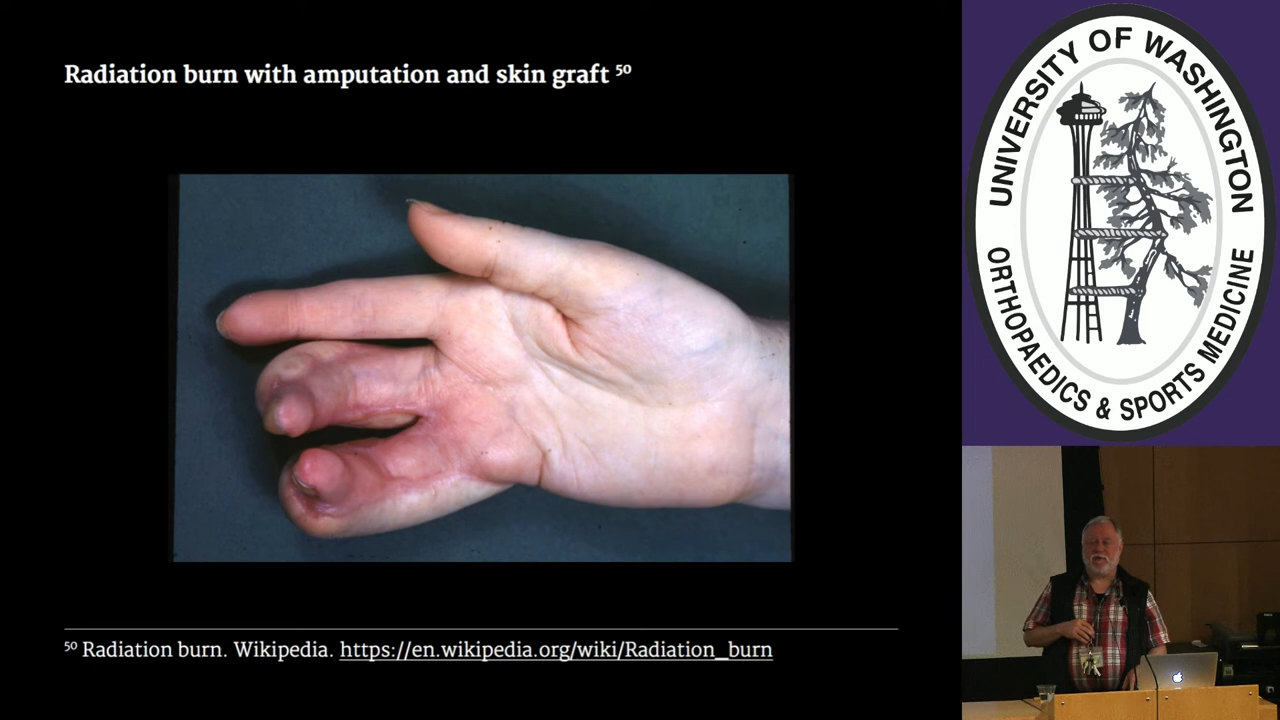 Radiation burn with amputation and skin graft ⁵⁰
⁵⁰ Radiation burn. Wikipedia. https://en.wikipedia.org/wiki/Radiation_burn
UNIVERSITY OF WASHINGTON
ORTHOPAEDICS & SPORTS MEDICINE